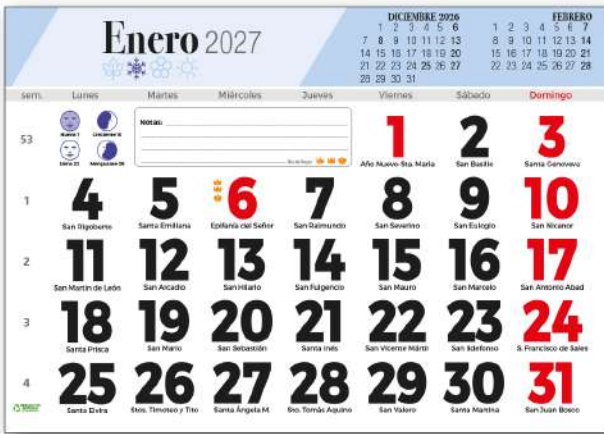 Enero 2027
DICIEMBRE 2026
1 2 3 4 5 6
7 8 9 10 11 12 13
14 15 16 17 18 19 20
21 22 23 24 25 26 27
28 29 30 31
FEBRERO
1 2 3 4 5 6 7
8 9 10 11 12 13 14
15 16 17 18 19 20 21
22 23 24 25 26 27 28
sem. Lunes Martes Miércoles Jueves Viernes Sábado Domingo
Notas:
53 1 2 3
Año Nuevo-Sta. María San Basilio Santa Genoveva
1 4 5 6 7 8 9 10
San Rigoberto Santa Emiliana Epifanía del Señor San Raimundo San Severino San Eulogio San Nicanor
2 11 12 13 14 15 16 17
San Martín de León San Arcadio San Hilario San Fulgencio San Mauro San Marcelo San Antonio Abad
3 18 19 20 21 22 23 24
Santa Prisca San Mario San Sebastián Santa Inés San Vicente Mártir San Ildefonso S. Francisco de Sales
4 25 26 27 28 29 30 31
Santa Elvira Stos. Timoteo y Tito Santa Ángela M. Sto. Tomás Aquino San Valero Santa Martina San Juan Bosco